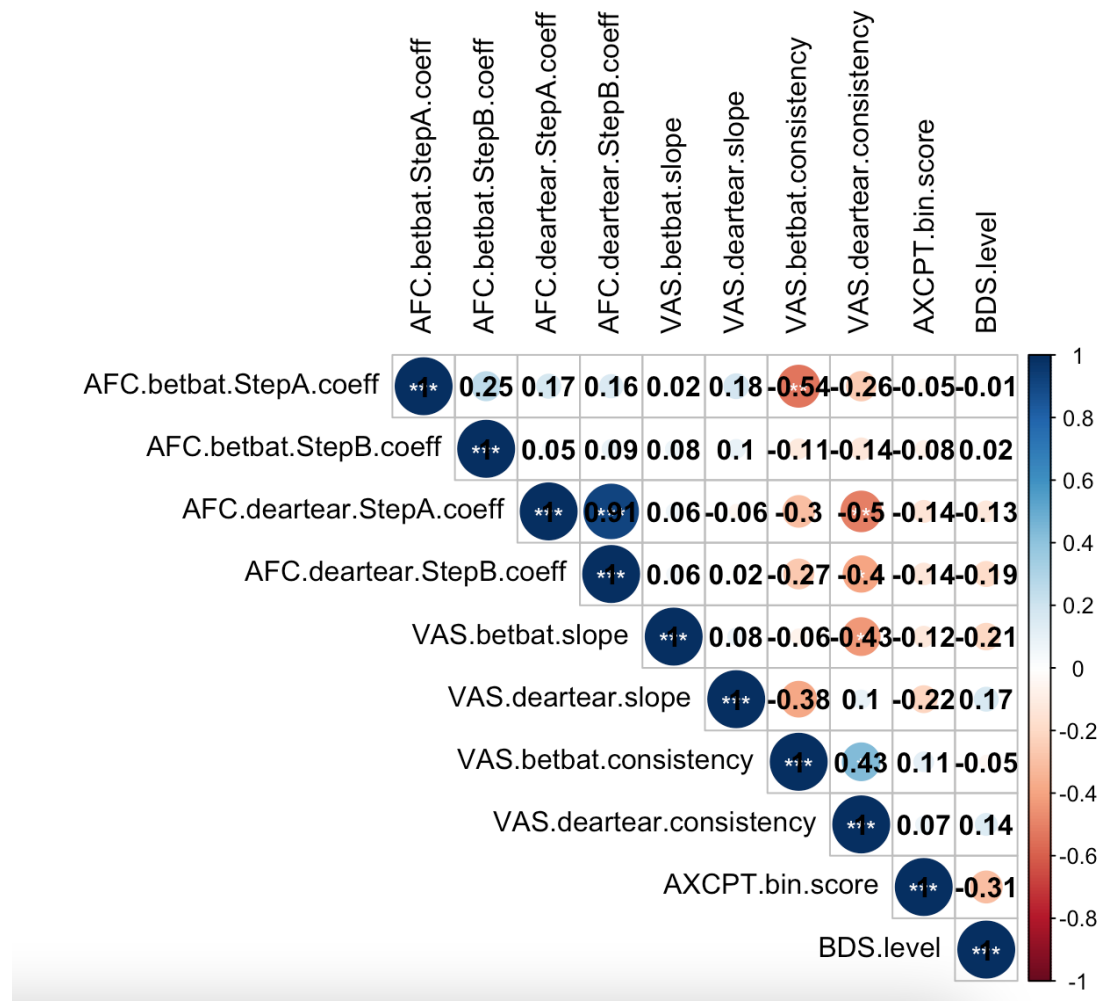 AFC.betbat.StepA.coeff
AFC.betbat.StepB.coeff
AFC.deartear.StepA.coeff
AFC.deartear.StepB.coeff
VAS.betbat.slope
VAS.deartear.slope
VAS.betbat.consistency
VAS.deartear.consistency
AXCPT.bin.score
BDS.level
AFC.betbat.StepA.coeff 1 *** 0.25 0.17 0.16 0.02 0.18 -0.54 -0.26 -0.05 -0.01
AFC.betbat.StepB.coeff 1 *** 0.05 0.09 0.08 0.1 -0.11 -0.14 -0.08 0.02
AFC.deartear.StepA.coeff 1 *** 0.91 *** 0.06 -0.06 -0.3 -0.5 -0.14 -0.13
AFC.deartear.StepB.coeff 1 *** 0.06 0.02 -0.27 -0.4 -0.14 -0.19
VAS.betbat.slope 1 *** 0.08 -0.06 -0.43 -0.12 -0.21
VAS.deartear.slope 1 *** -0.38 0.1 -0.22 0.17
VAS.betbat.consistency 1 *** 0.43 0.11 -0.05
VAS.deartear.consistency 1 *** 0.07 0.14
AXCPT.bin.score 1 *** -0.31
BDS.level 1 ***
1
0.8
0.6
0.4
0.2
0
-0.2
-0.4
-0.6
-0.8
-1